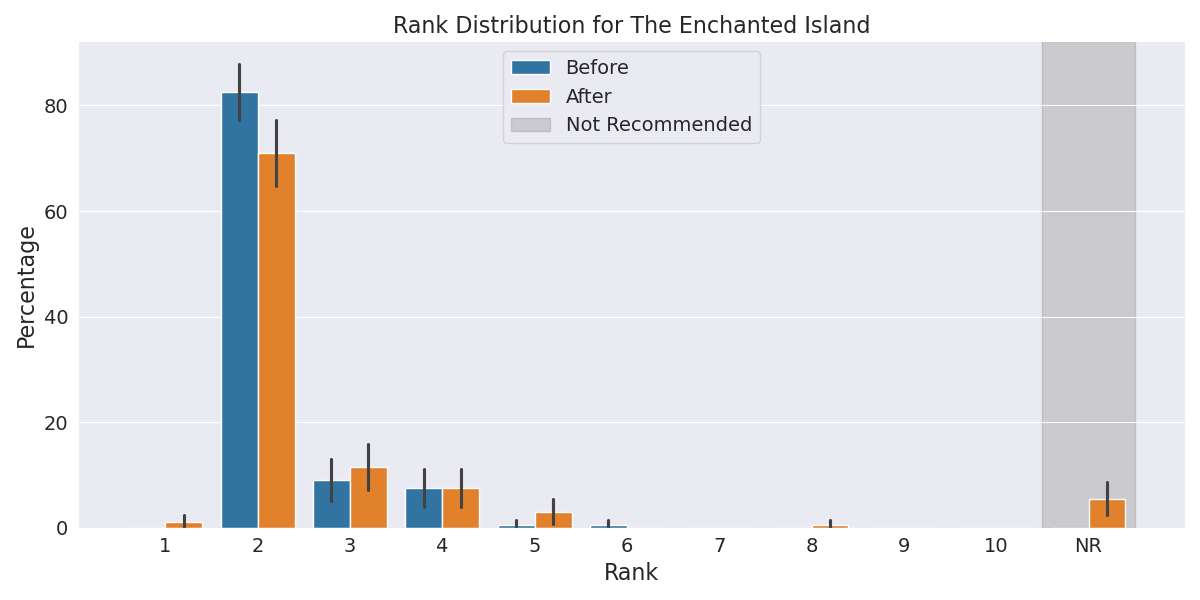 Rank Distribution for The Enchanted Island
Before
After
Not Recommended
Percentage
80
60
40
20
0
1 2 3 4 5 6 7 8 9 10 NR
Rank